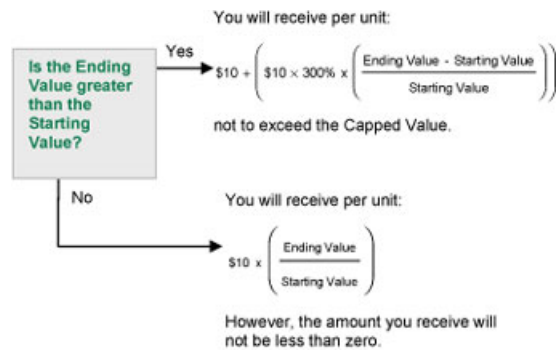 You will receive per unit:
Is the Ending
Value greater
than the
Starting
Value?
Yes
$10 + ( $10 × 300% x ( Ending Value - Starting Value
Starting Value ) )
not to exceed the Capped Value.
No
You will receive per unit:
$10 x ( Ending Value
Starting Value )
However, the amount you receive will
not be less than zero.